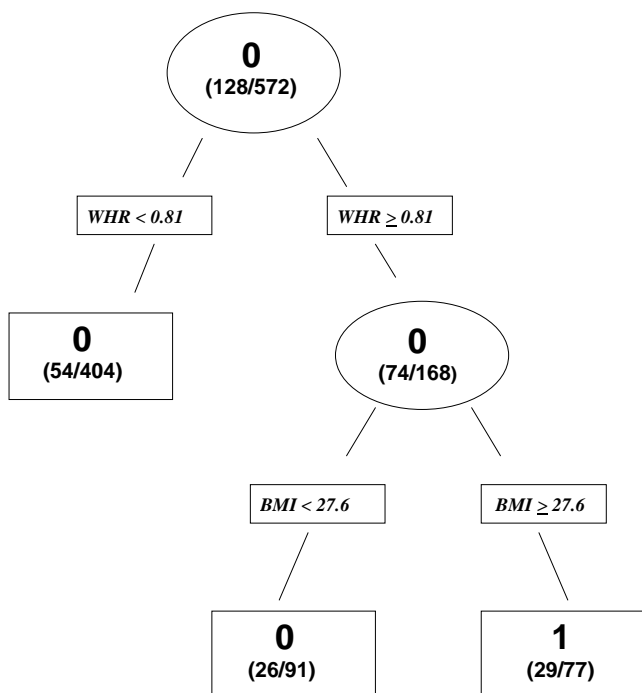 0
(128/572)
WHR < 0.81
WHR ≥ 0.81
0
(54/404)
0
(74/168)
BMI < 27.6
BMI ≥ 27.6
0
(26/91)
1
(29/77)